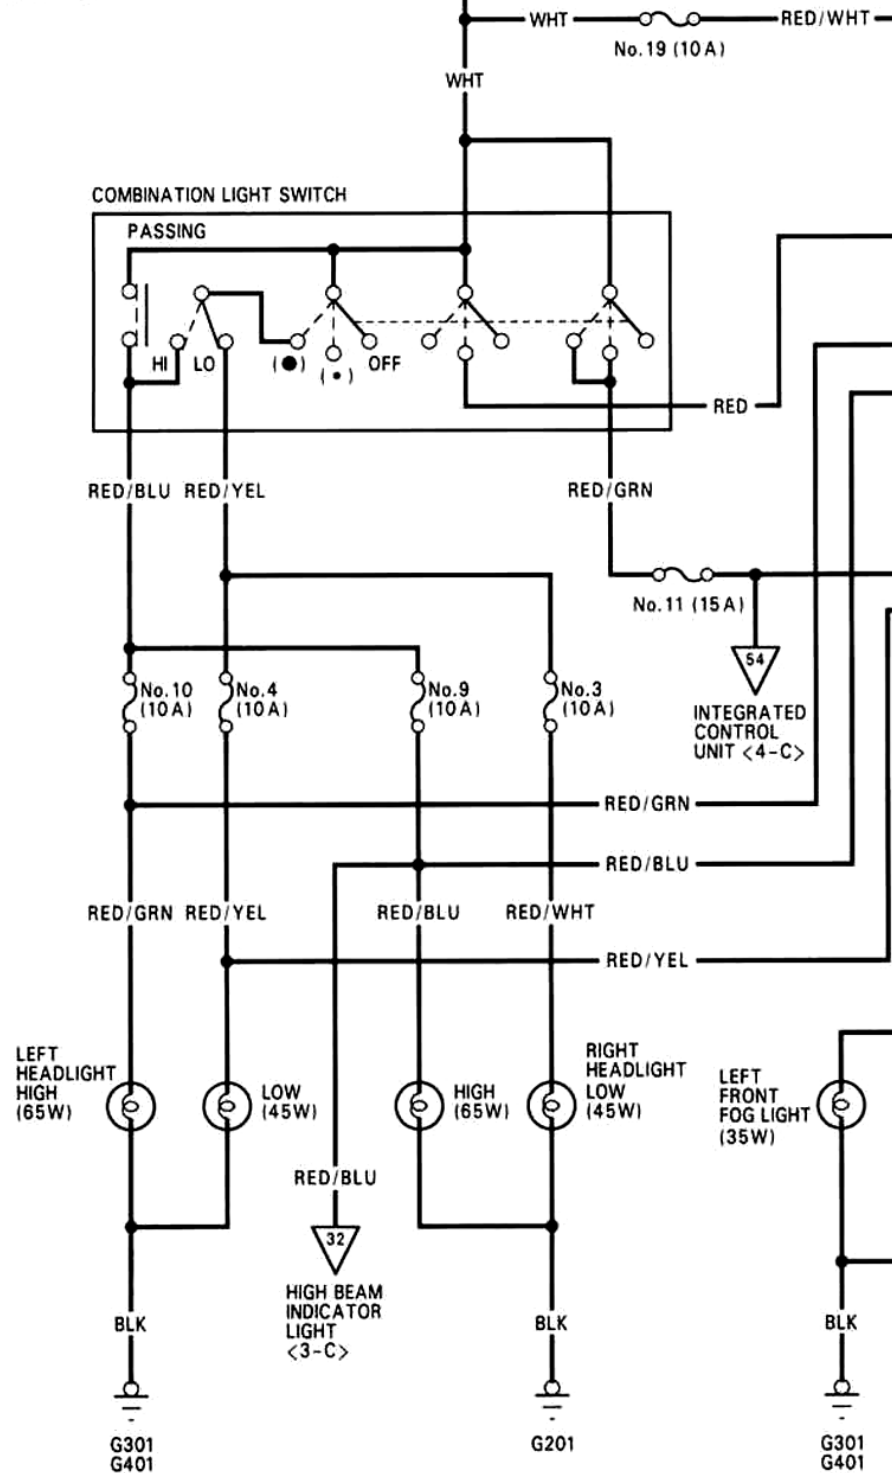 WHT
RED/WHT
No.19 (10A)
WHT
COMBINATION LIGHT SWITCH
PASSING
HI
LO
(●)
(•)
OFF
RED
RED/BLU
RED/YEL
RED/GRN
No.11 (15A)
54
INTEGRATED
CONTROL
UNIT <4-C>
No.10
(10A)
No.4
(10A)
No.9
(10A)
No.3
(10A)
RED/GRN
RED/BLU
RED/GRN
RED/YEL
RED/BLU
RED/WHT
RED/YEL
LEFT
HEADLIGHT
HIGH
(65W)
LOW
(45W)
HIGH
(65W)
RIGHT
HEADLIGHT
LOW
(45W)
LEFT
FRONT
FOG LIGHT
(35W)
RED/BLU
32
HIGH BEAM
INDICATOR
LIGHT
<3-C>
BLK
BLK
BLK
G301
G401
G201
G301
G401